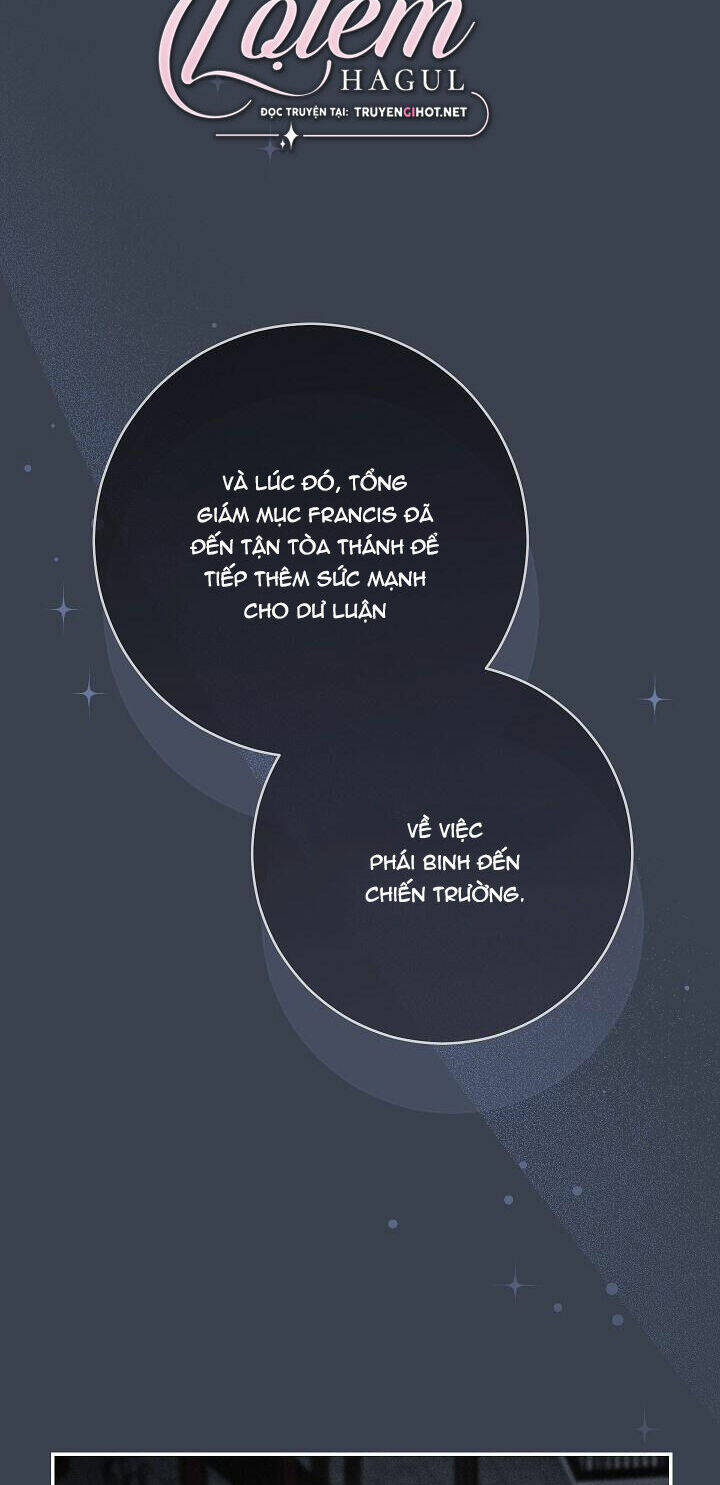 Lọlem
HAGUL
ĐỌC TRUYỆN TẠI: TRUYENGIHOT.NET
VÀ LÚC ĐÓ, TỔNG
GIÁM MỤC FRANCIS ĐÃ
ĐẾN TẬN TÒA THÁNH ĐỂ
TIẾP THÊM SỨC MẠNH
CHO DƯ LUẬN
VỀ VIỆC
PHÁI BINH ĐẾN
CHIẾN TRƯỜNG.